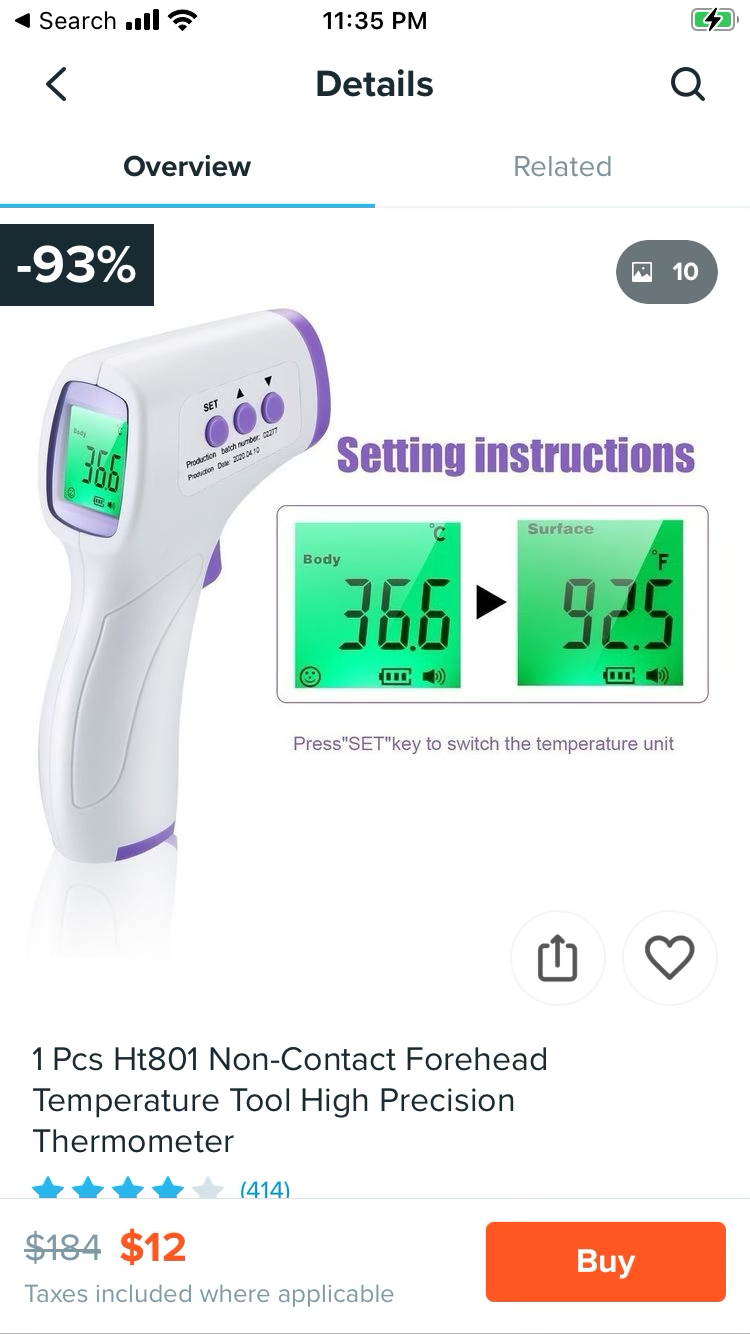 Search
11:35 PM
Details
Overview
Related
-93%
10
SET
Production batch number: 02277
Production Date: 2020.04.10
Body
℃
36.6
Setting instructions
℃
Body
36.6
Surface
°F
92.5
Press"SET"key to switch the temperature unit
1 Pcs Ht801 Non-Contact Forehead
Temperature Tool High Precision
Thermometer
(414)
$184 $12
Taxes included where applicable
Buy